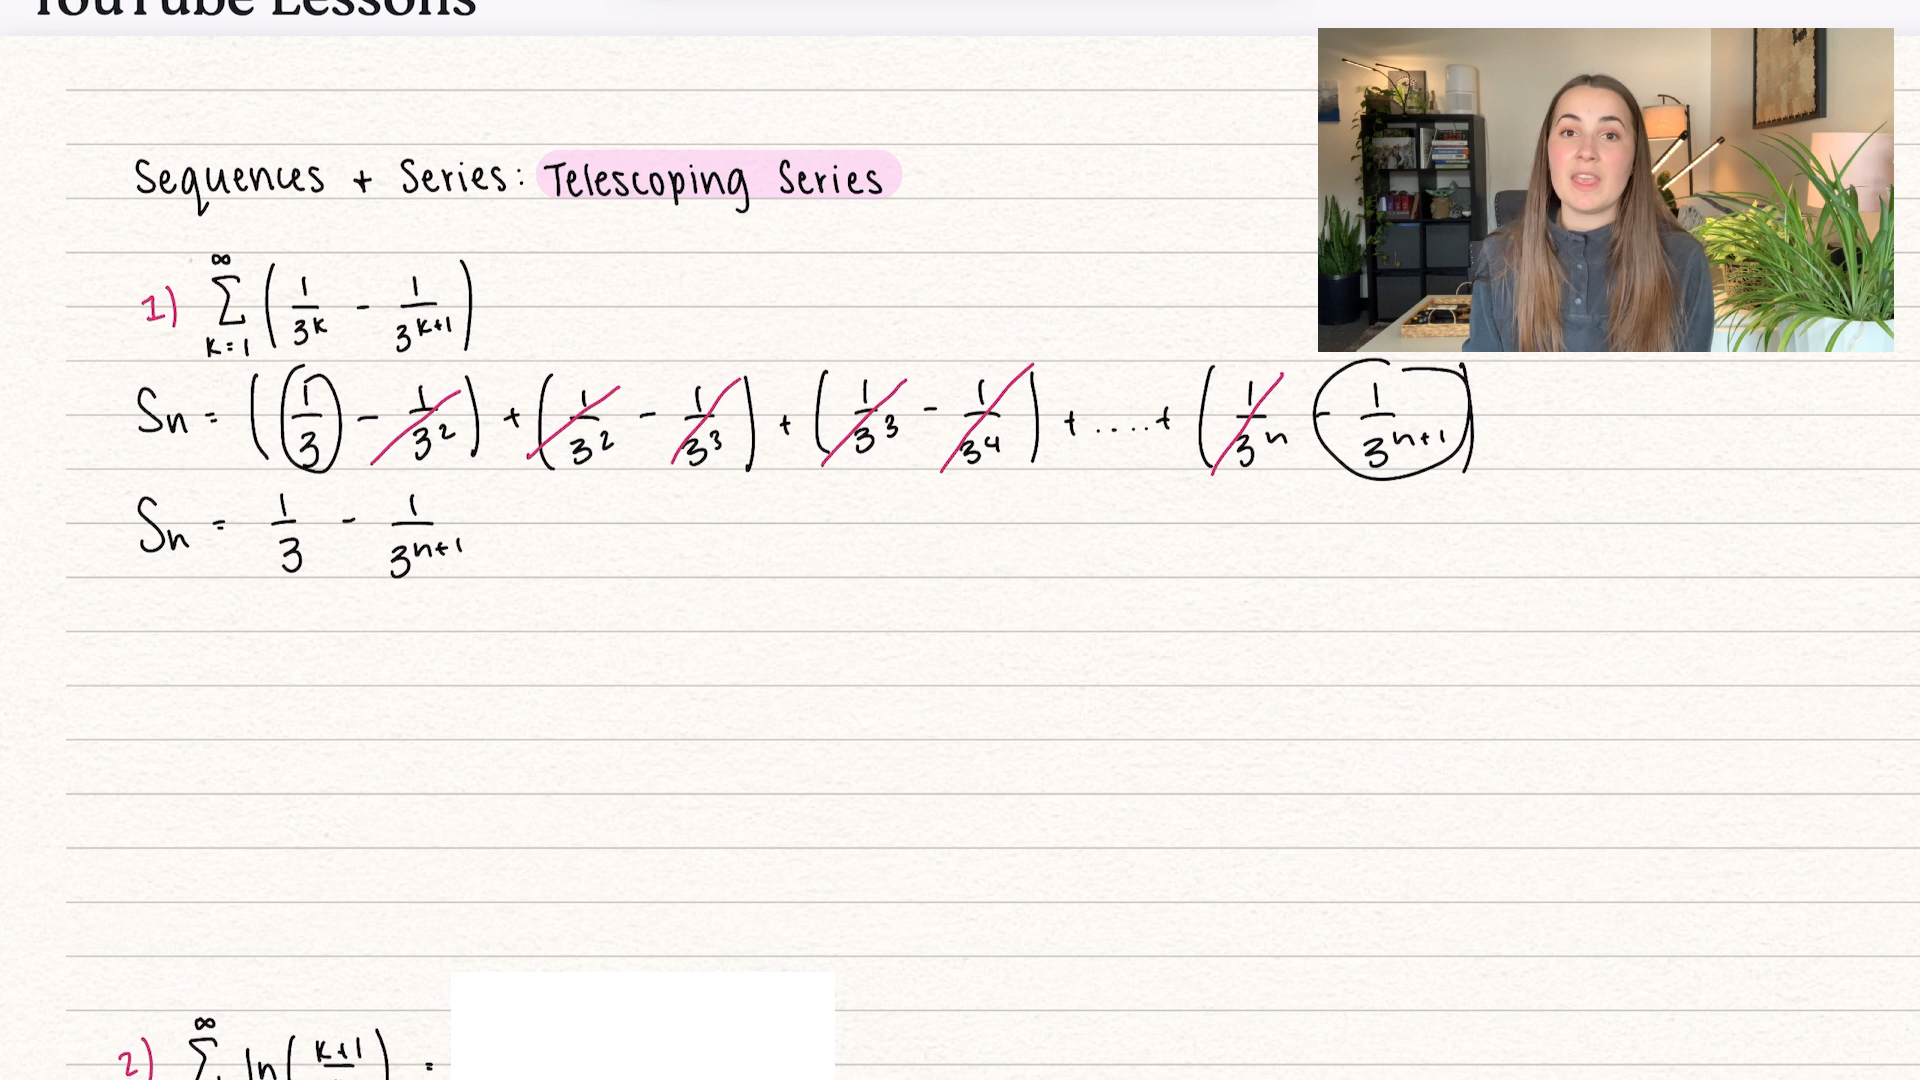 YouTube Lessons
Sequences + Series: Telescoping Series
1) ∞ Σ k=1 (1/3^k - 1/3^(k+1))
Sn = (1/3 - 1/3^2) + (1/3^2 - 1/3^3) + (1/3^3 - 1/3^4) + ....+ (1/3^n - 1/3^(n+1))
Sn = 1/3 - 1/3^(n+1)
2) ∞ Σ ln(k+1/ ) =